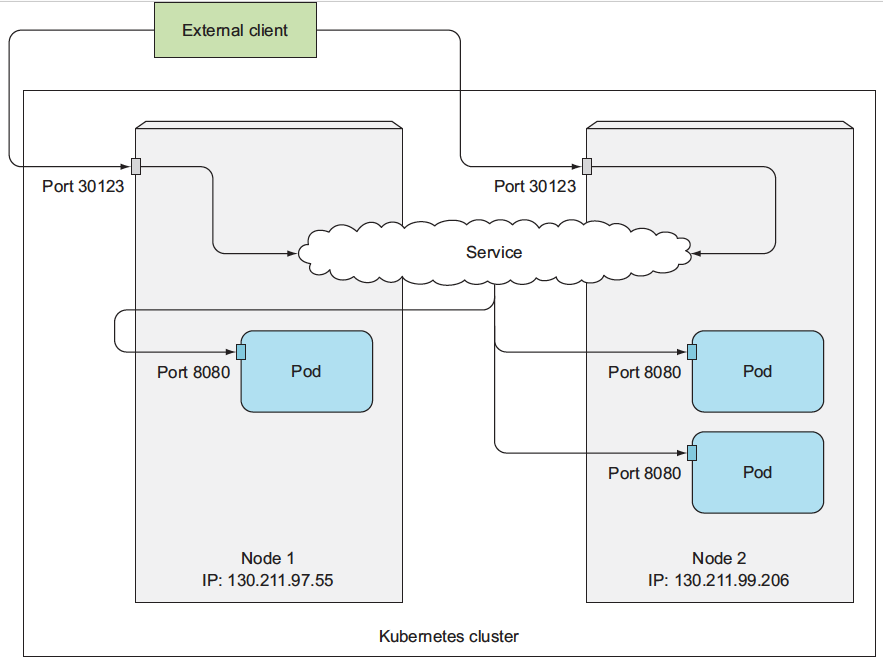 External client
Port 30123
Port 30123
Service
Port 8080
Pod
Port 8080
Pod
Port 8080
Pod
Node 1
IP: 130.211.97.55
Node 2
IP: 130.211.99.206
Kubernetes cluster